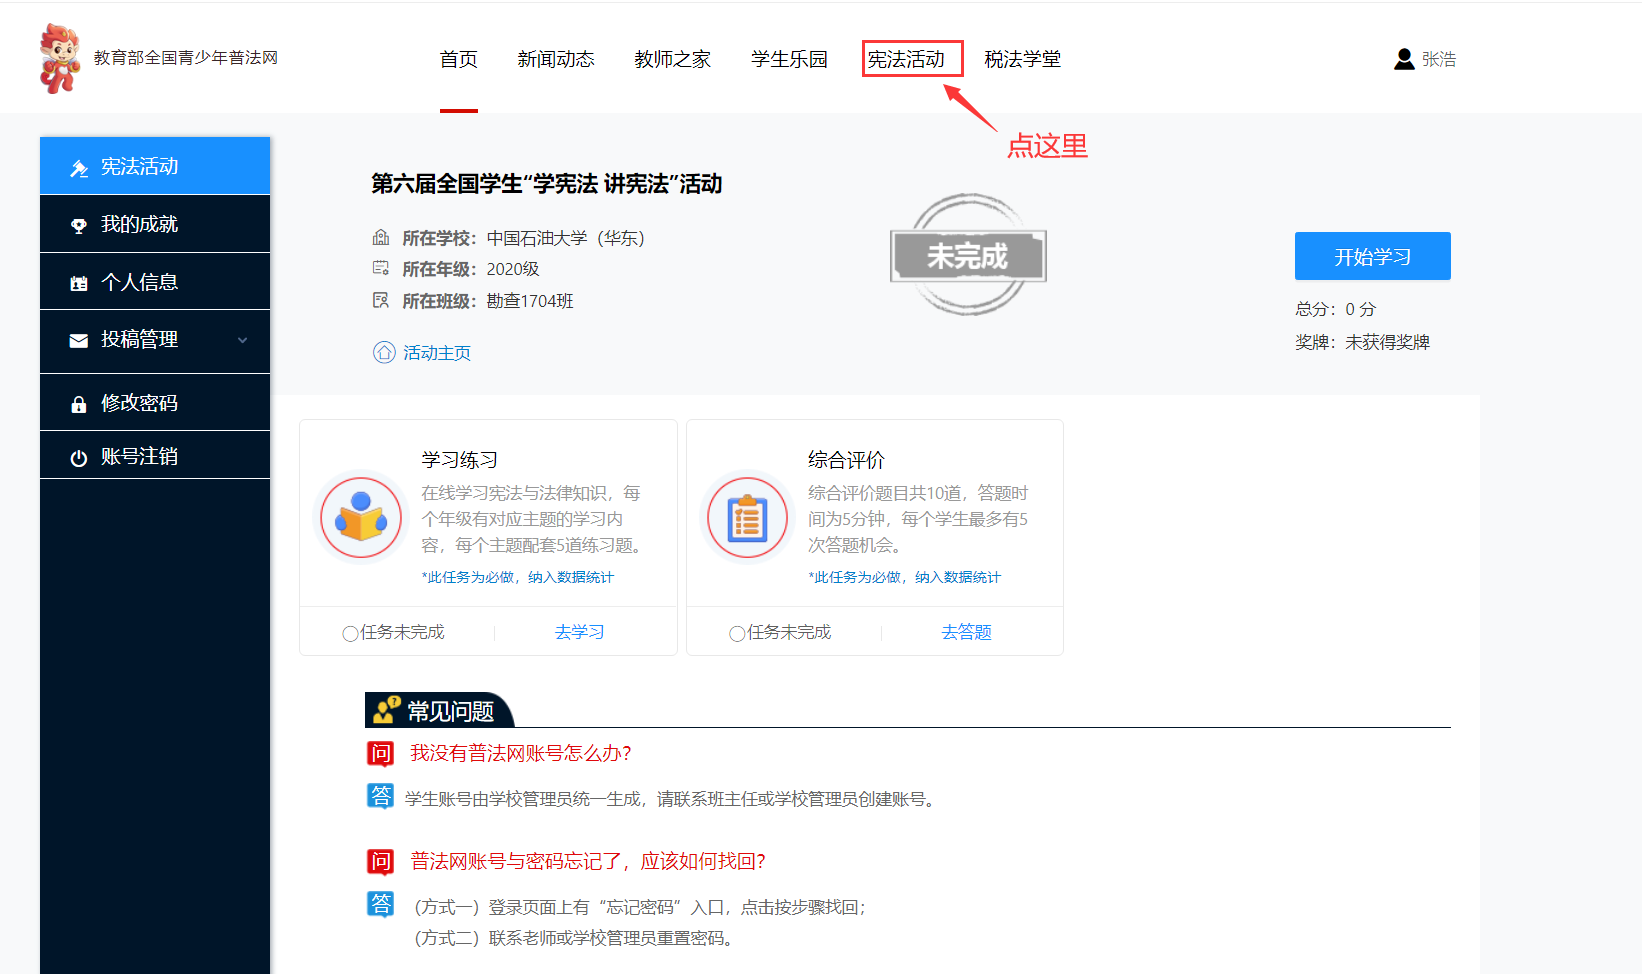 教育部全国青少年普法网
首页 新闻动态 教师之家 学生乐园 宪法活动 税法学堂
张浩
点这里
宪法活动
我的成就
个人信息
投稿管理
修改密码
账号注销
第六届全国学生“学宪法 讲宪法”活动
所在学校：中国石油大学（华东）
所在年级：2020级
所在班级：勘查1704班
活动主页
未完成
开始学习
总分：0 分
奖牌：未获得奖牌
学习练习
在线学习宪法与法律知识，每
个年级有对应主题的学习内
容，每个主题配套5道练习题。
*此任务为必做，纳入数据统计
任务未完成 去学习
综合评价
综合评价题目共10道，答题时
间为5分钟，每个学生最多有5
次答题机会。
*此任务为必做，纳入数据统计
任务未完成 去答题
常见问题
问 我没有普法网账号怎么办?
答 学生账号由学校管理员统一生成，请联系班主任或学校管理员创建账号。
问 普法网账号与密码忘记了，应该如何找回?
答 (方式一）登录页面上有“忘记密码”入口，点击按步骤找回；
(方式二）联系老师或学校管理员重置密码。